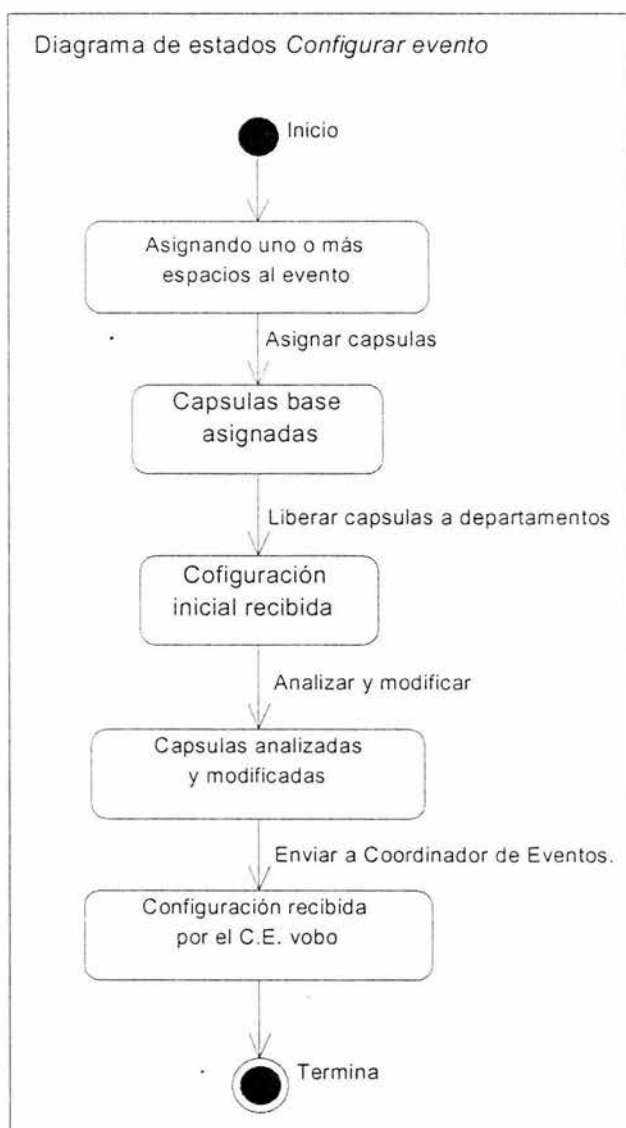 Diagrama de estados Configurar evento
Inicio
Asignando uno o más
espacios al evento
Asignar capsulas
Capsulas base
asignadas
Liberar capsulas a departamentos
Cofiguración
inicial recibida
Analizar y modificar
Capsulas analizadas
y modificadas
Enviar a Coordinador de Eventos.
Configuración recibida
por el C.E. vobo
Termina